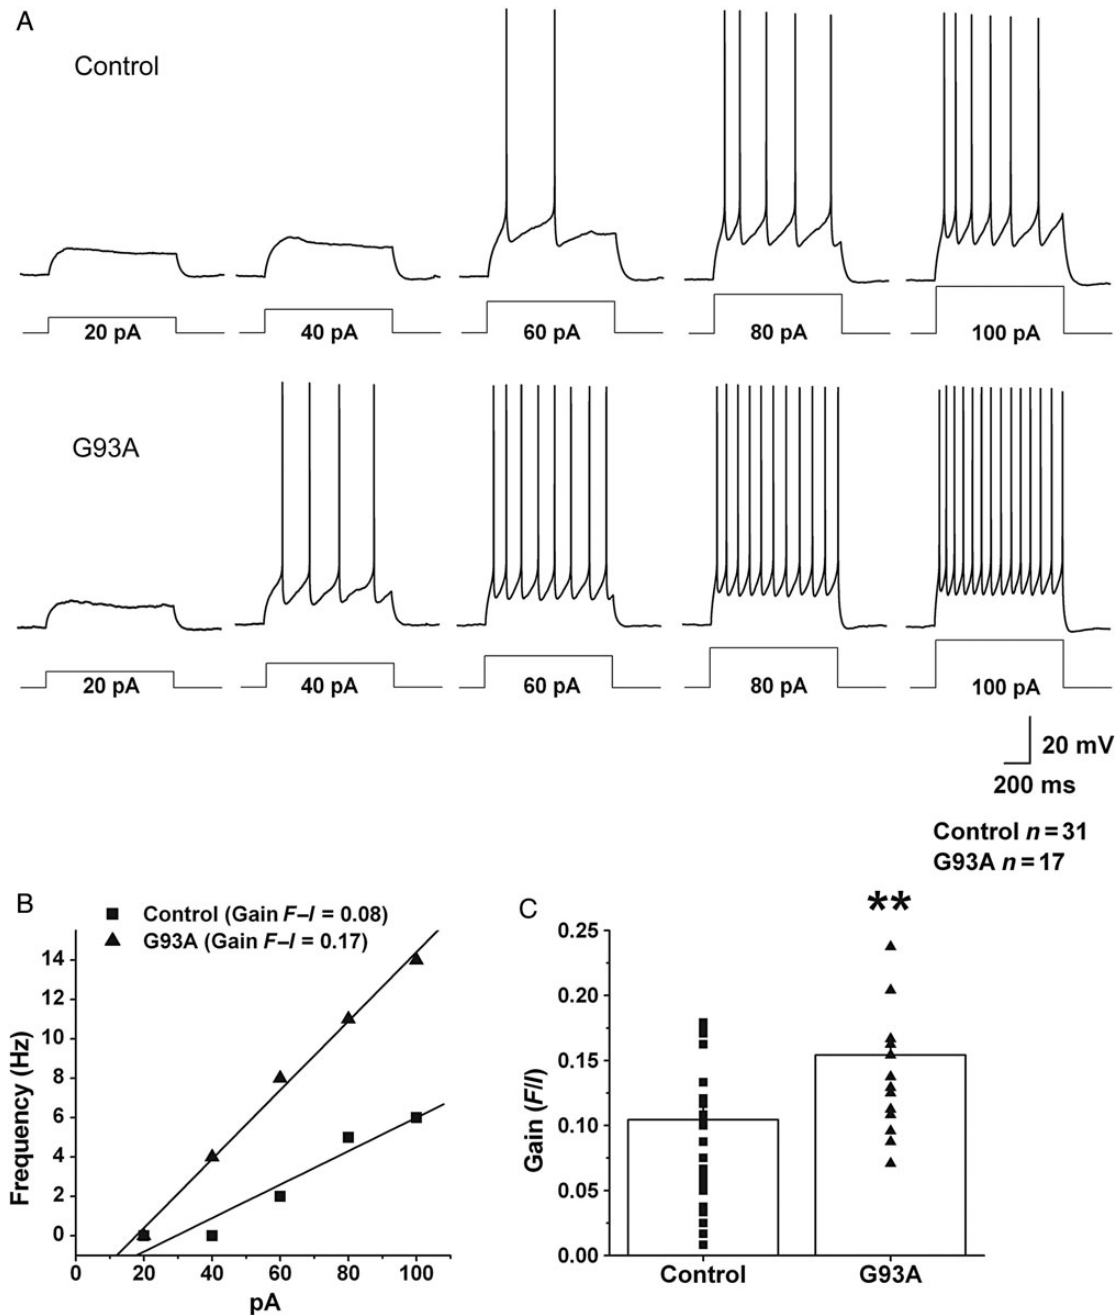 A
Control
20 pA
40 pA
60 pA
80 pA
100 pA
G93A
20 pA
40 pA
60 pA
80 pA
100 pA
20 mV
200 ms
Control n = 31
G93A n = 17
B
Control (Gain F–I = 0.08)
G93A (Gain F–I = 0.17)
Frequency (Hz)
14
12
10
8
6
4
2
0
0
20
40
60
80
100
pA
C
**
Gain (F/I)
0.25
0.20
0.15
0.10
0.05
0.00
Control
G93A